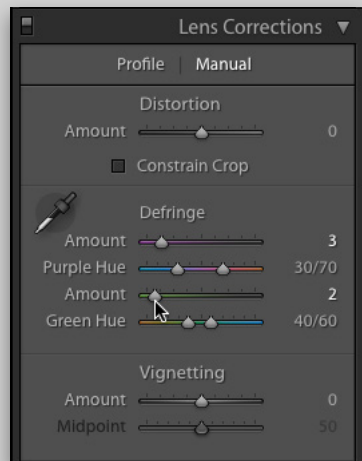 Lens Corrections
Profile | Manual
Distortion
Amount 0
Constrain Crop
Defringe
Amount 3
Purple Hue 30/70
Amount 2
Green Hue 40/60
Vignetting
Amount 0
Midpoint 50